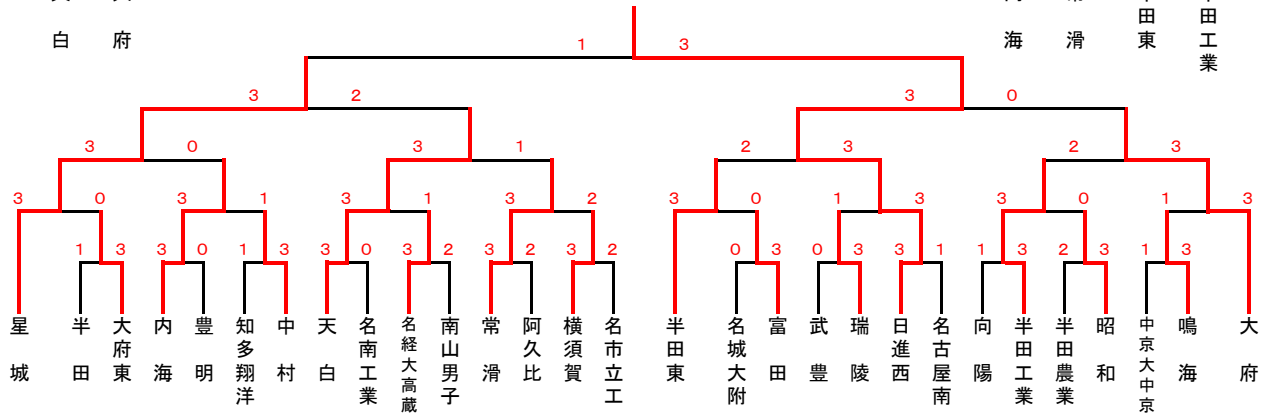 白
府
海
滑
田東
田工業
1 3
3 2 3 0
3 0 3 1 2 3 2 3
3 0 3 1 3 1 3 2 3 0 1 3 3 0 1 3
1 3 3 0 1 3 3 0 3 2 3 2 3 2 0 3 0 3 3 1 1 3 2 3 1 3
星城
半田
大府東
内海
豊明
知多翔洋
中村
天白
名南工業
名経大高蔵
南山男子
常滑
阿久比
横須賀
名市立工
半田東
名城大附
富田
武豊
瑞陵
日進西
名古屋南
向陽
半田工業
半田農業
昭和
中京大中京
鳴海
大府